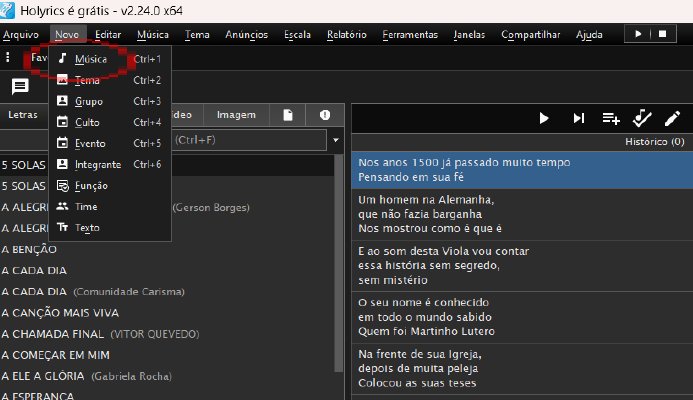 Holyrics é grátis - v2.24.0 x64
Arquivo Novo Editar Música Tema Anúncios Escala Relatório Ferramentas Janelas Compartilhar Ajuda
Música Ctrl+1
Tema Ctrl+2
Grupo Ctrl+3
Culto Ctrl+4
Evento Ctrl+5
Integrante Ctrl+6
Função
Time
Texto
Letras
Imagem
(Ctrl+F)
5 SOLAS
5 SOLAS
(Gerson Borges)
A BENÇÃO
A CADA DIA
A CADA DIA (Comunidade Carisma)
A CANÇÃO MAIS VIVA
A CHAMADA FINAL (VITOR QUEVEDO)
A COMEÇAR EM MIM
A ELE A GLÓRIA (Gabriela Rocha)
A ESPERANÇA
Histórico (0)
Nos anos 1500 Já passado muito tempo
Pensando em sua fé
Um homem na Alemanha,
que não fazia barganha
Nos mostrou como é que é
E ao som desta Viola vou contar
essa história sem segredo,
sem mistério
O seu nome é conhecido
em todo o mundo sabido
Quem foi Martinho Lutero
Na frente de sua Igreja,
depois de muita peleja
Colocou as suas teses